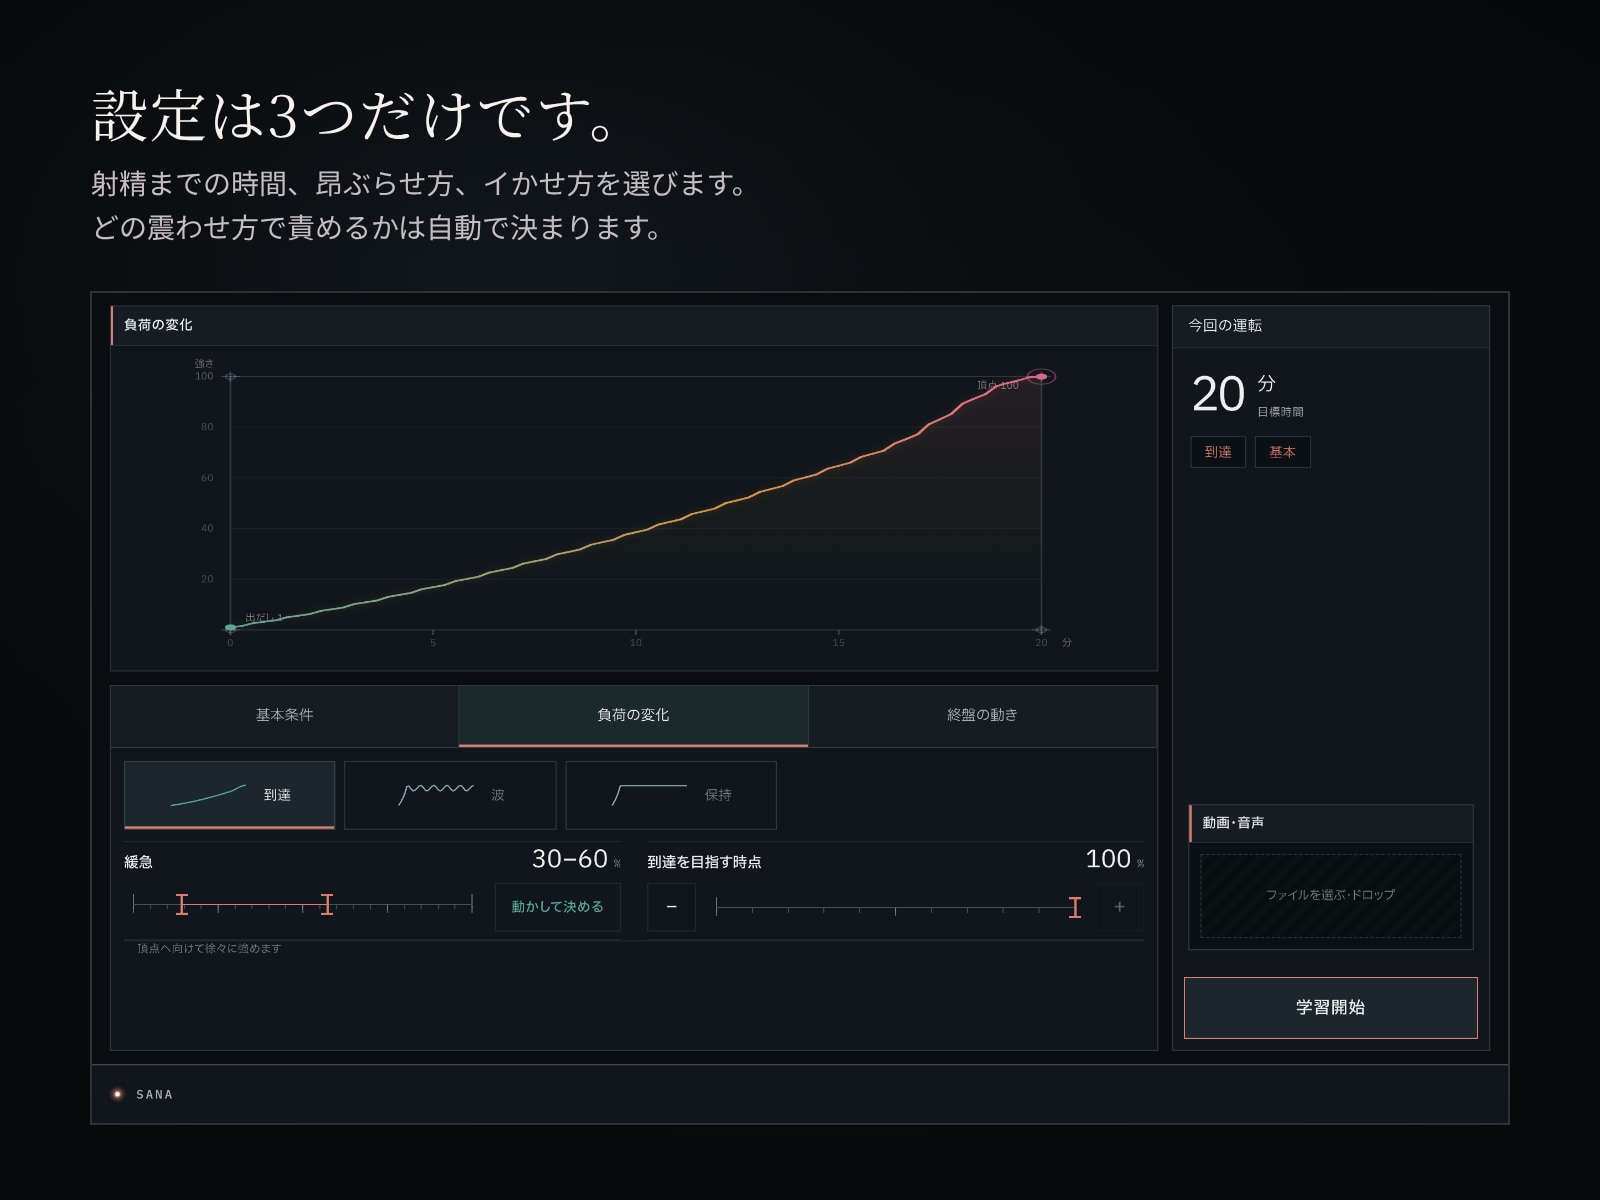 設定は3つだけです。
射精までの時間、昂ぶらせ方、イかせ方を選びます。
どの震わせ方で責めるかは自動で決まります。
負荷の変化
強さ
100
80
60
40
20
頂点 100
出だし 1
0
5
10
15
20
分
今回の運転
20 分
目標時間
到達
基本
基本条件
負荷の変化
終盤の動き
到達
波
保持
緩急
30–60 %
動かして決める
頂点へ向けて徐々に強めます
到達を目指す時点
100 %
−
+
動画・音声
ファイルを選ぶ・ドロップ
学習開始
SANA